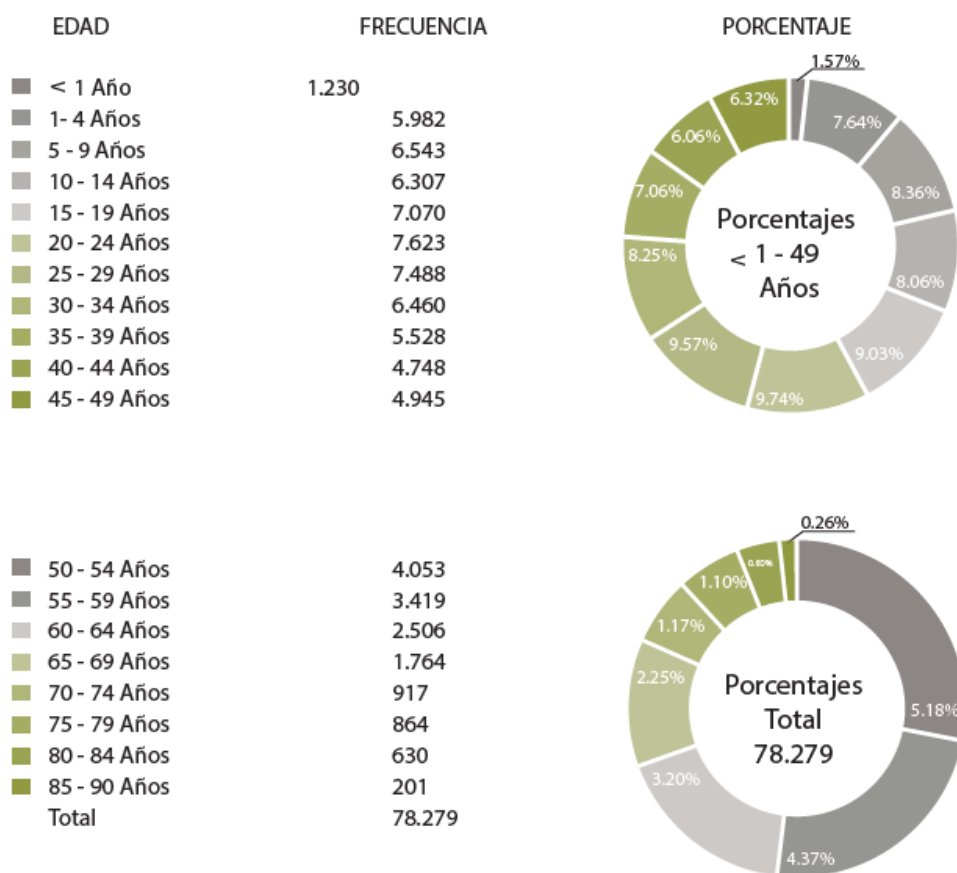 EDAD FRECUENCIA PORCENTAJE
< 1 Año 1.230
1- 4 Años 5.982
5 - 9 Años 6.543
10 - 14 Años 6.307
15 - 19 Años 7.070
20 - 24 Años 7.623
25 - 29 Años 7.488
30 - 34 Años 6.460
35 - 39 Años 5.528
40 - 44 Años 4.748
45 - 49 Años 4.945
1.57%
7.64%
8.36%
8.06%
9.03%
9.74%
9.57%
8.25%
7.06%
6.06%
6.32%
Porcentajes
< 1 - 49
Años
50 - 54 Años 4.053
55 - 59 Años 3.419
60 - 64 Años 2.506
65 - 69 Años 1.764
70 - 74 Años 917
75 - 79 Años 864
80 - 84 Años 630
85 - 90 Años 201
Total 78.279
0.26%
5.18%
4.37%
3.20%
2.25%
1.17%
1.10%
0.80%
Porcentajes
Total
78.279